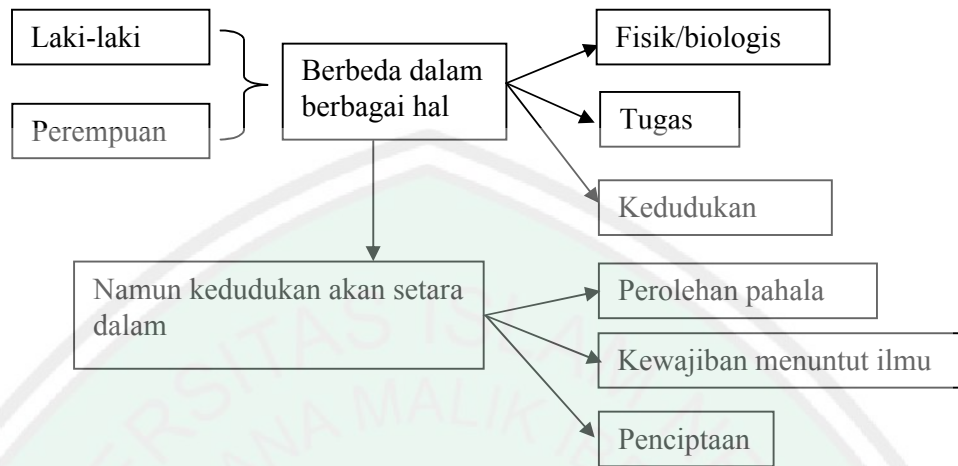 Laki-laki
Perempuan
Berbeda dalam
berbagai hal
Fisik/biologis
Tugas
Kedudukan
Namun kedudukan akan setara
dalam
Perolehan pahala
Kewajiban menuntut ilmu
Penciptaan